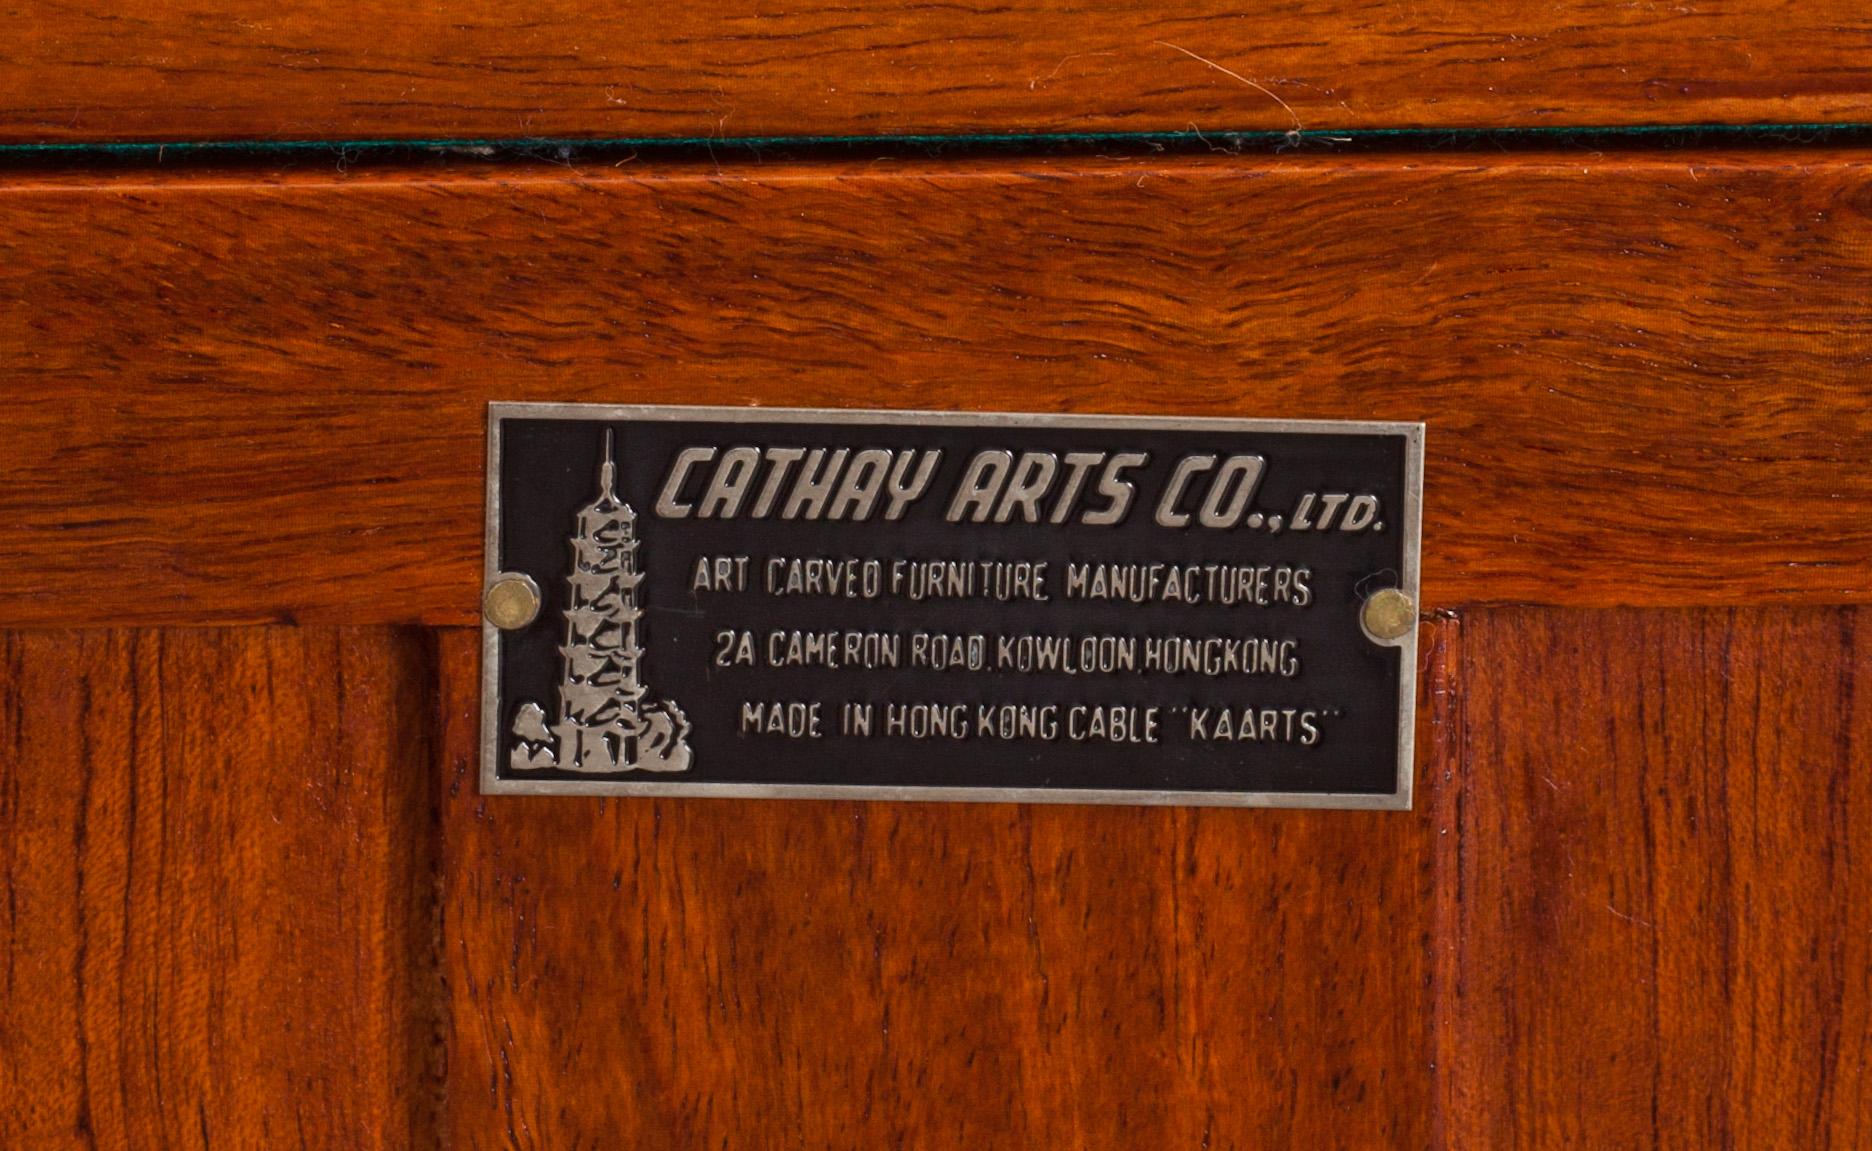 CATHAY ARTS CO., LTD.
ART CARVED FURNITURE MANUFACTURERS
2A CAMERON ROAD, KOWLOON, HONGKONG
MADE IN HONG KONG CABLE "KAARTS"